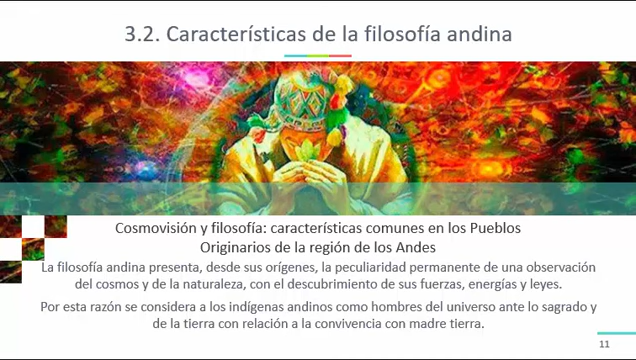 3.2. Características de la filosofía andina
Cosmovisión y filosofía: características comunes en los Pueblos
Originarios de la región de los Andes
La filosofía andina presenta, desde sus orígenes, la peculiaridad permanente de una observación
del cosmos y de la naturaleza, con el descubrimiento de sus fuerzas, energías y leyes.
Por esta razón se considera a los indígenas andinos como hombres del universo ante lo sagrado y
de la tierra con relación a la convivencia con madre tierra.
11